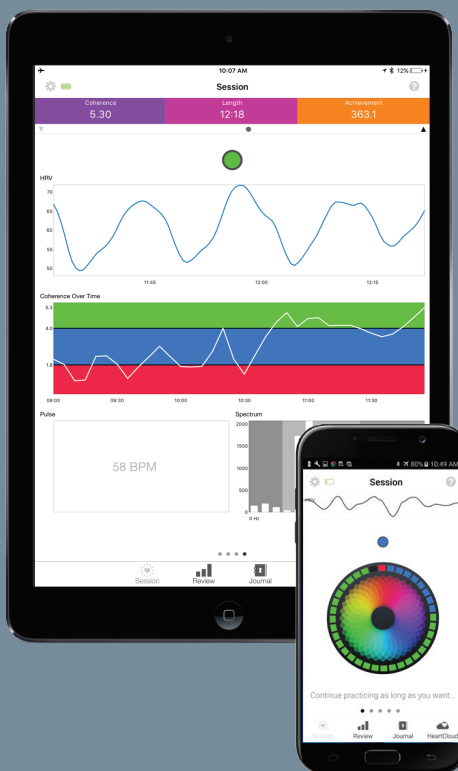 10:07 AM
12%
Session
?
Coherence
Length
Achievement
5.30
12:18
363.1
HRV
70
65
60
55
50
11:45
12:00
12:15
Coherence Over Time
5.3
4.0
1.8
09:00
09:30
10:00
10:30
11:00
11:30
Pulse
Spectrum
58 BPM
2000
1500
1000
500
0
0 Hz
Session
Review
Journal
80% 10:49 AM
Session
?
HRV
Continue practicing as long as you want...
Session
Review
Journal
HeartCloud